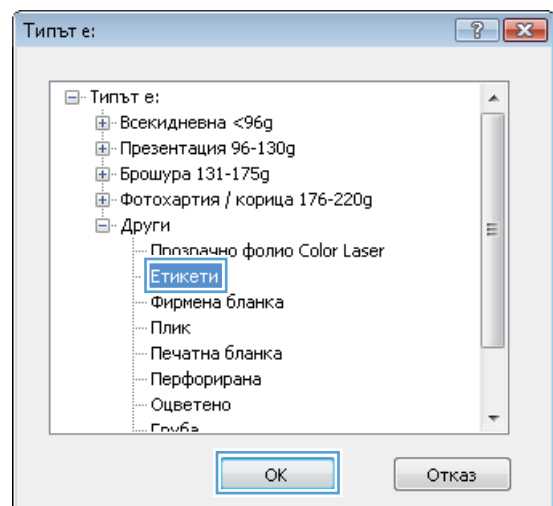 Типът е:
Типът е:
Всекидневна <96g
Презентация 96-130g
Брошура 131-175g
Фотохартия / корица 176-220g
Други
Прозрачно фолио Color Laser
Етикети
Фирмена бланка
Плик
Печатна бланка
Перфорирана
Оцветено
Груба
OK
Отказ